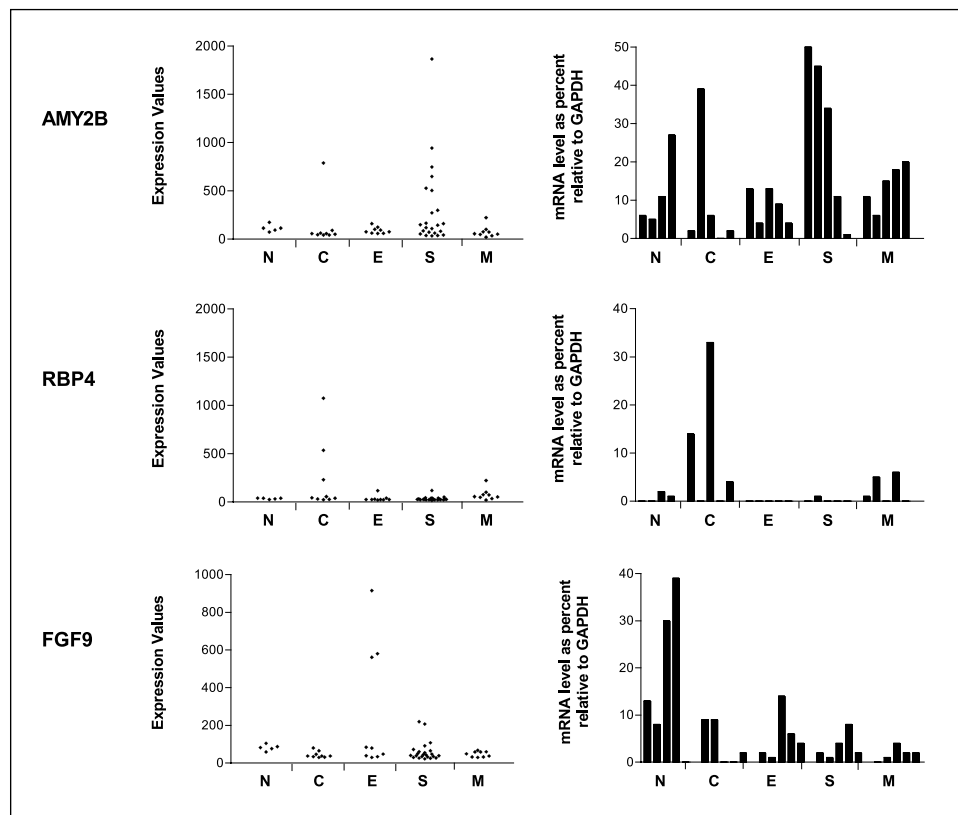 AMY2B
Expression Values
2000
1500
1000
500
0
N C E S M
mRNA level as percent
relative to GAPDH
50
40
30
20
10
0
N C E S M
RBP4
Expression Values
2000
1500
1000
500
0
N C E S M
mRNA level as percent
relative to GAPDH
40
30
20
10
0
N C E S M
FGF9
Expression Values
1000
800
600
400
200
0
N C E S M
mRNA level as percent
relative to GAPDH
40
30
20
10
0
N C E S M